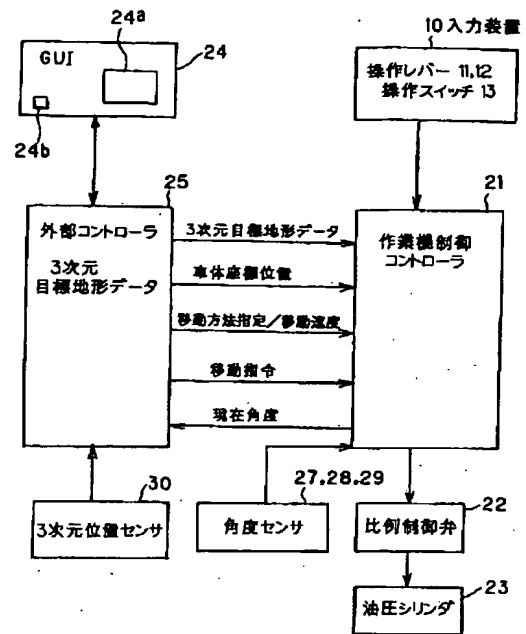 24a
24
GUI
24b
10 入力装置
操作レバー 11,12
操作スイッチ 13
25
外部コントローラ
3次元
目標地形データ
21
作業機制御
コントローラ
3次元目標地形データ
車体座標位置
移動方法指定/移動速度
移動指令
現在角度
30
3次元位置センサ
27,28,29
角度センサ
22
比例制御弁
23
油圧シリンダ